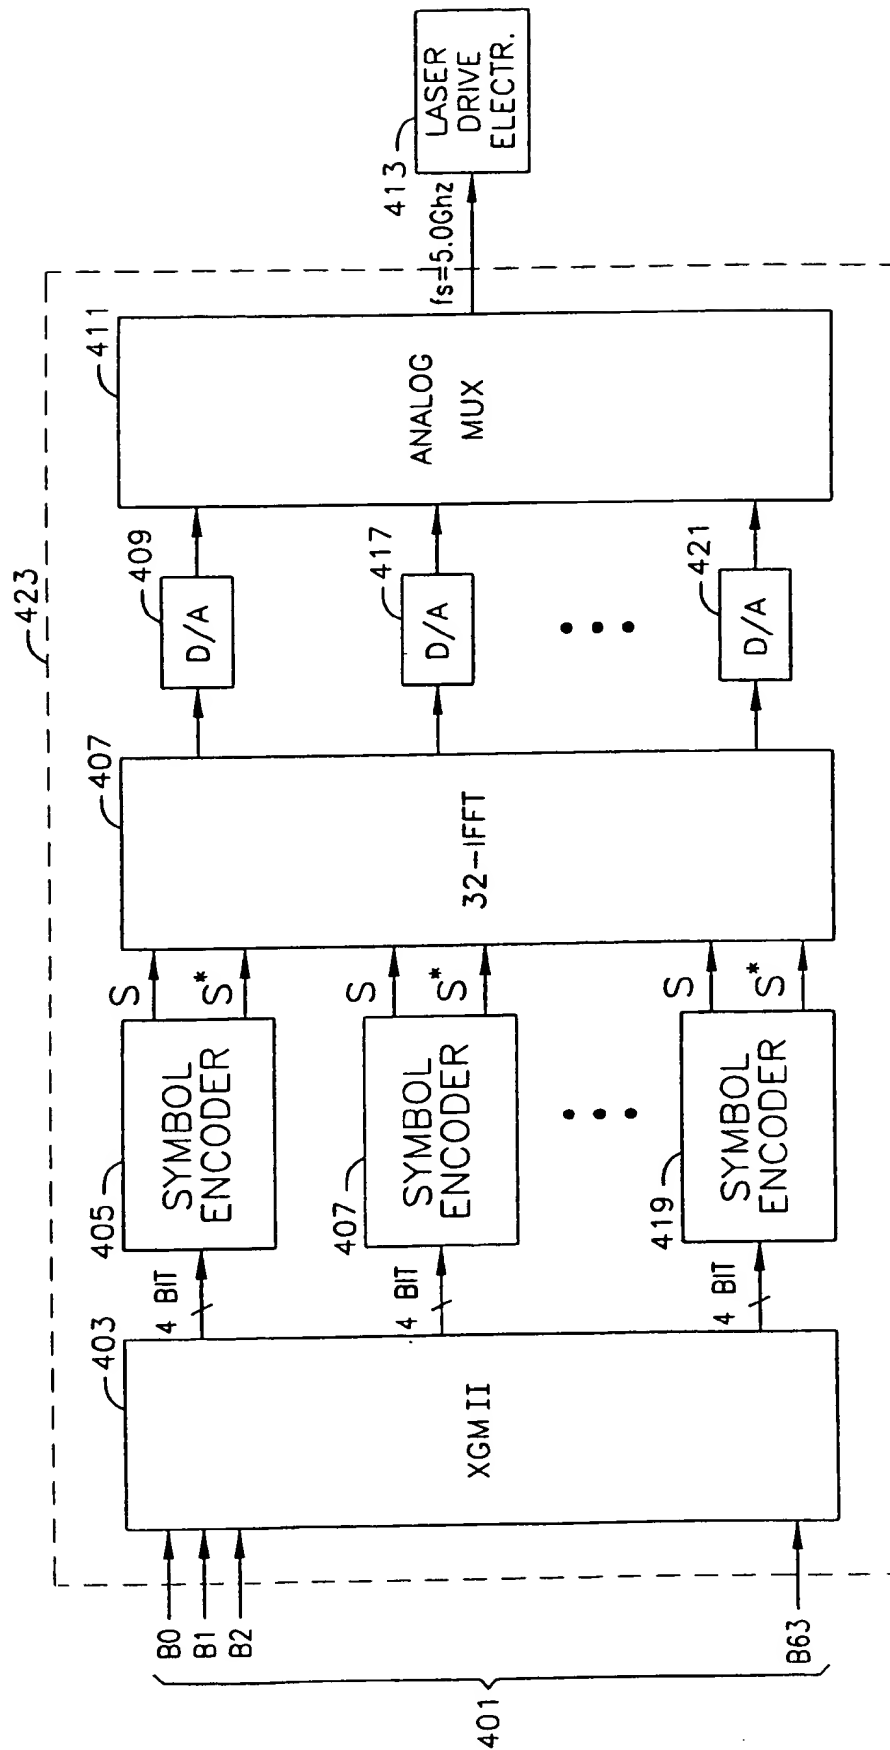 423
401
B0
B1
B2
B63
403
XGM II
4 BIT
4 BIT
4 BIT
405
SYMBOL
ENCODER
407
SYMBOL
ENCODER
419
SYMBOL
ENCODER
S
S*
S
S*
S
S*
407
32-IFFT
409
D/A
417
D/A
421
D/A
411
ANALOG
MUX
fs=5.0Ghz
413
LASER
DRIVE
ELECTR.